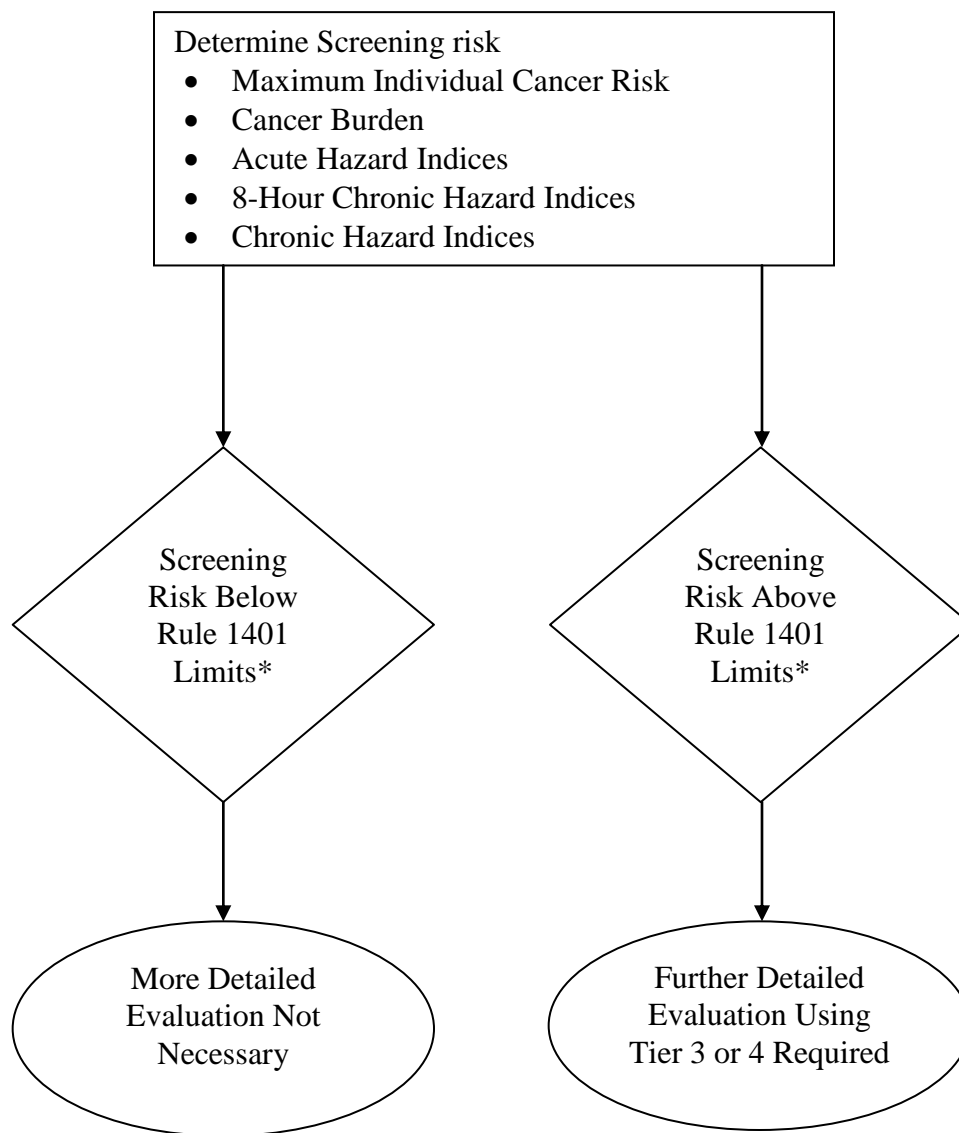 Determine Screening risk
• Maximum Individual Cancer Risk
• Cancer Burden
• Acute Hazard Indices
• 8-Hour Chronic Hazard Indices
• Chronic Hazard Indices
Screening
Risk Below
Rule 1401
Limits*
Screening
Risk Above
Rule 1401
Limits*
More Detailed
Evaluation Not
Necessary
Further Detailed
Evaluation Using
Tier 3 or 4 Required